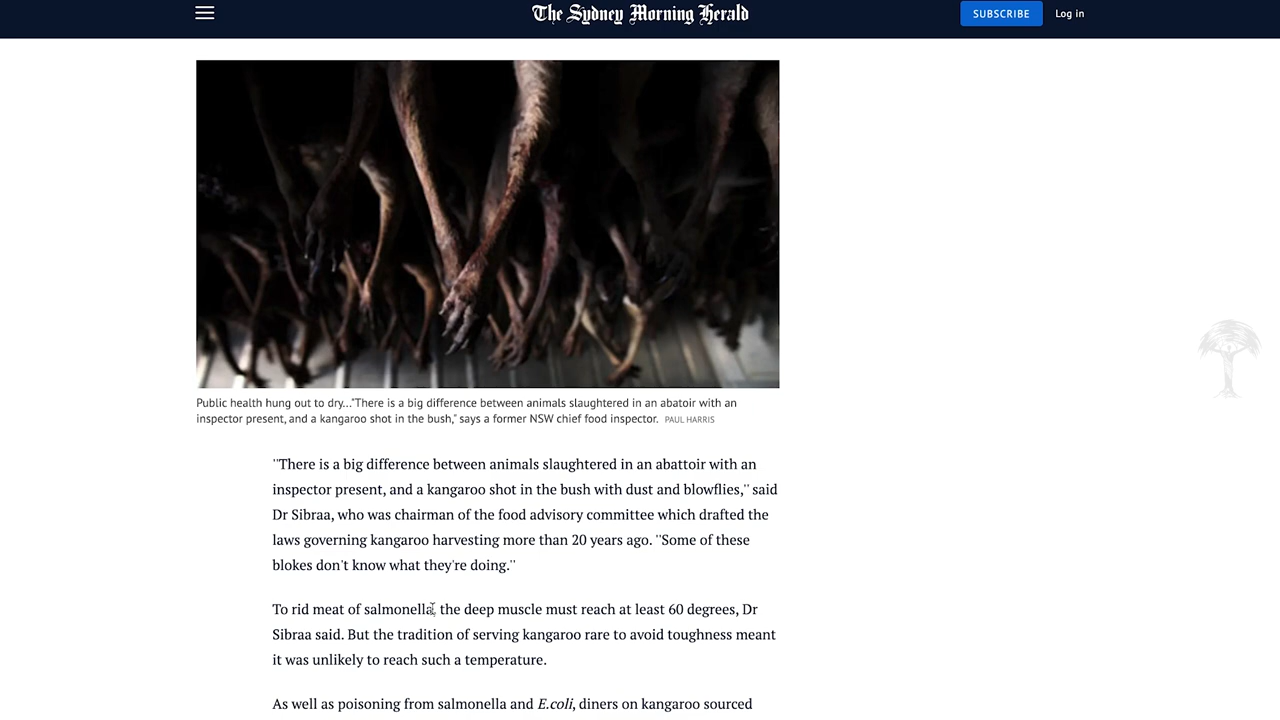 The Sydney Morning Herald
SUBSCRIBE
Log in
Public health hung out to dry..."There is a big difference between animals slaughtered in an abatoir with an
inspector present, and a kangaroo shot in the bush," says a former NSW chief food inspector. PAUL HARRIS
''There is a big difference between animals slaughtered in an abattoir with an
inspector present, and a kangaroo shot in the bush with dust and blowflies,'' said
Dr Sibraa, who was chairman of the food advisory committee which drafted the
laws governing kangaroo harvesting more than 20 years ago. ''Some of these
blokes don't know what they're doing.''
To rid meat of salmonella, the deep muscle must reach at least 60 degrees, Dr
Sibraa said. But the tradition of serving kangaroo rare to avoid toughness meant
it was unlikely to reach such a temperature.
As well as poisoning from salmonella and E.coli, diners on kangaroo sourced